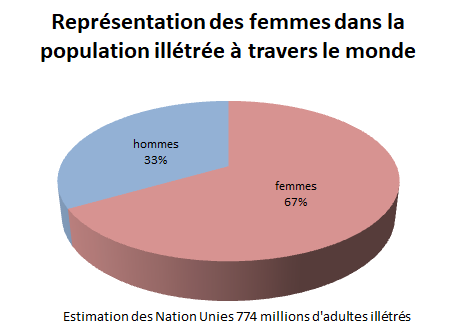 Représentation des femmes dans la
population illétrée à travers le monde
hommes
33%
femmes
67%
Estimation des Nation Unies 774 millions d'adultes illétrés